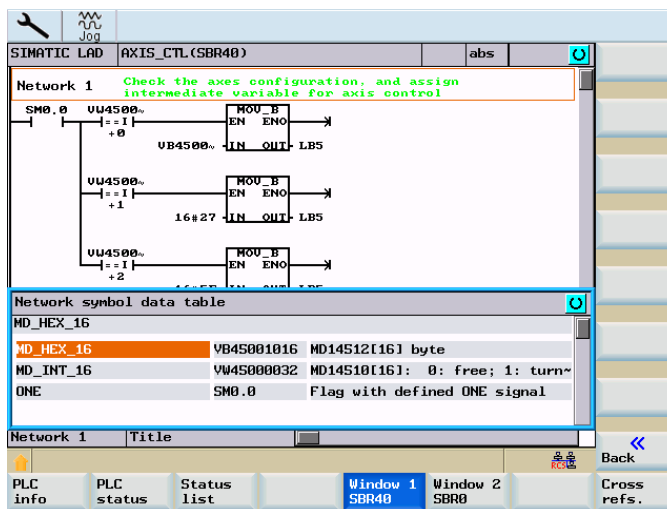 Jog
SIMATIC LAD AXIS_CTL(SBR40) abs
Network 1 Check the axes configuration, and assign
intermediate variable for axis control
SM0.0 VW4500~ MOV_B
==I EN ENO
+0
VB4500~ IN OUT LB5
VW4500~ MOV_B
==I EN ENO
+1
16#27 IN OUT LB5
VW4500~ MOV_B
==I EN ENO
+2
Network symbol data table
MD_HEX_16
MD_HEX_16 VB45001016 MD14512[16] byte
MD_INT_16 VW45000032 MD14510[16]: 0: free; 1: turn~
ONE SM0.0 Flag with defined ONE signal
Network 1 Title
RCS
Back
PLC info
PLC status
Status list
Window 1 SBR40
Window 2 SBR0
Cross refs.